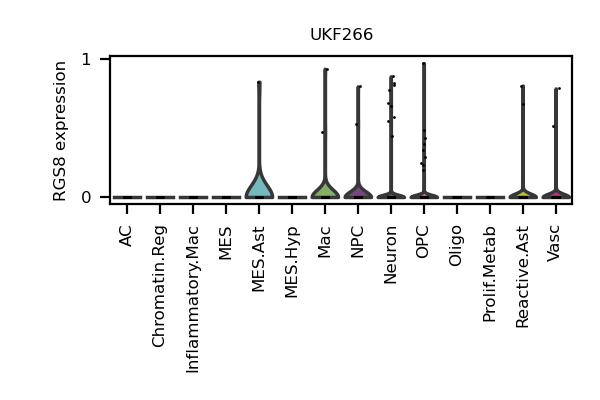 UKF266
RGS8 expression
1
0
AC
Chromatin.Reg
Inflammatory.Mac
MES
MES.Ast
MES.Hyp
Mac
NPC
Neuron
OPC
Oligo
Prolif.Metab
Reactive.Ast
Vasc